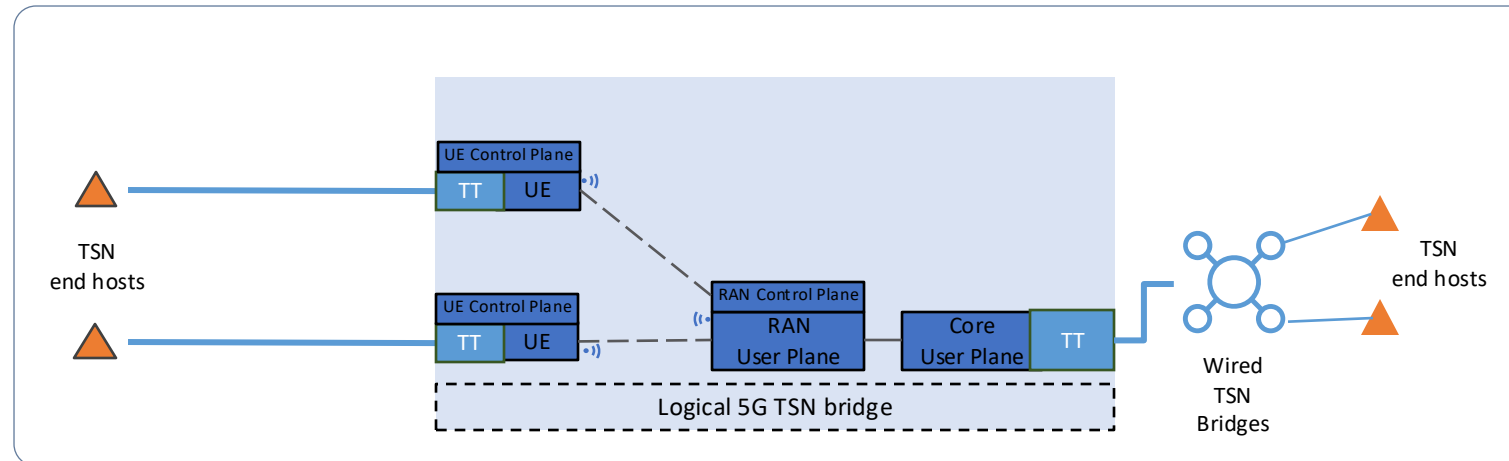 UE Control Plane
TT
UE
TSN
end hosts
UE Control Plane
TT
UE
RAN Control Plane
RAN
User Plane
Core
User Plane
TT
Logical 5G TSN bridge
TSN
end hosts
Wired
TSN
Bridges